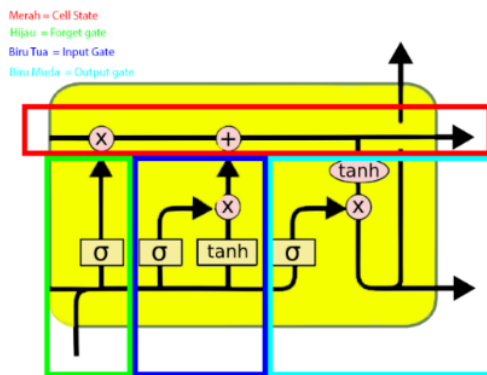 Merah = Cell State
Hijau = Forget gate
Biru Tua = Input Gate
Biru Muda = Output gate
x
+
tanh
x
x
σ
σ
tanh
σ